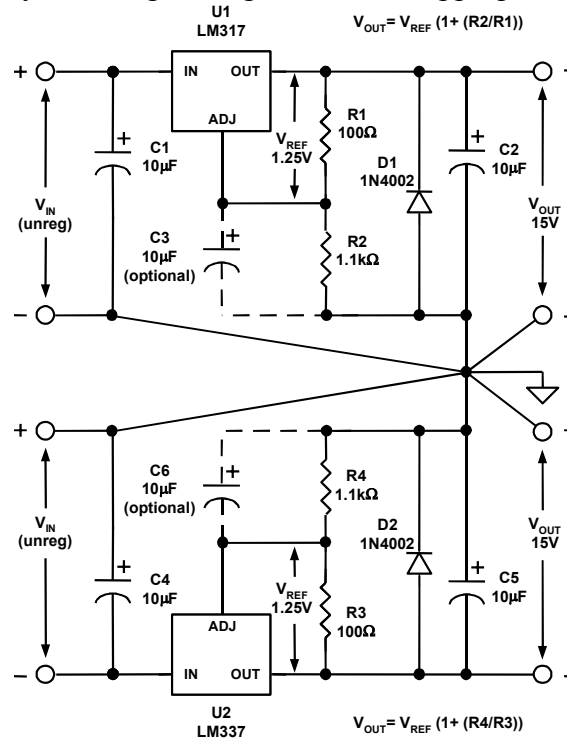 U1
LM317
V_OUT = V_REF (1+ (R2/R1))
+
IN OUT
+
ADJ
+
C1
10µF
V_REF
1.25V
R1
100Ω
D1
1N4002
+
C2
10µF
V_IN
(unreg)
C3
10µF
(optional)
+
R2
1.1kΩ
V_OUT
15V
–
–
+
+
C6
10µF
(optional)
+
R4
1.1kΩ
V_IN
(unreg)
D2
1N4002
V_OUT
15V
+
C4
10µF
V_REF
1.25V
R3
100Ω
+
C5
10µF
ADJ
–
IN OUT
–
U2
LM337
V_OUT = V_REF (1+ (R4/R3))